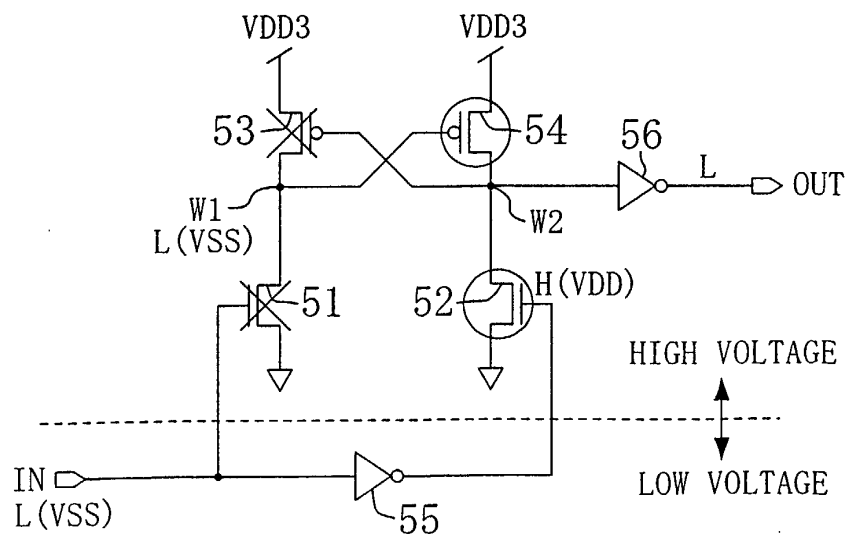 VDD3 VDD3
53 54 56
L OUT
W1 W2
L(VSS)
51 52 H(VDD)
HIGH VOLTAGE
IN
L(VSS) 55 LOW VOLTAGE